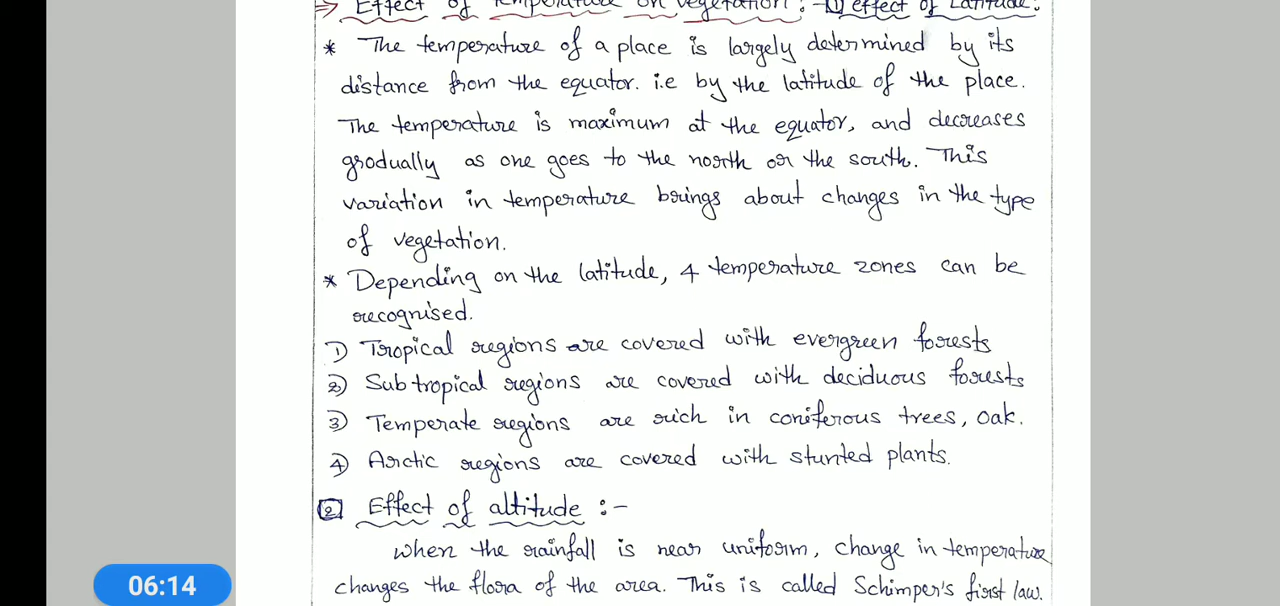 → Effect of temperature on vegetation :- (1) effect of Latitude:
* The temperature of a place is largely determined by its
distance from the equator. i.e by the latitude of the place.
The temperature is maximum at the equator, and decreases
gradually as one goes to the north or the south. This
variation in temperature brings about changes in the type
of vegetation.
* Depending on the latitude, 4 temperature zones can be
recognised.
1) Tropical regions are covered with evergreen forests
2) Subtropical regions are covered with deciduous forests
3) Temperate regions are rich in coniferous trees, oak.
4) Arctic regions are covered with stunted plants.
2 Effect of altitude :-
When the rainfall is near uniform, change in temperature
changes the flora of the area. This is called Schimper's first law.
06:14